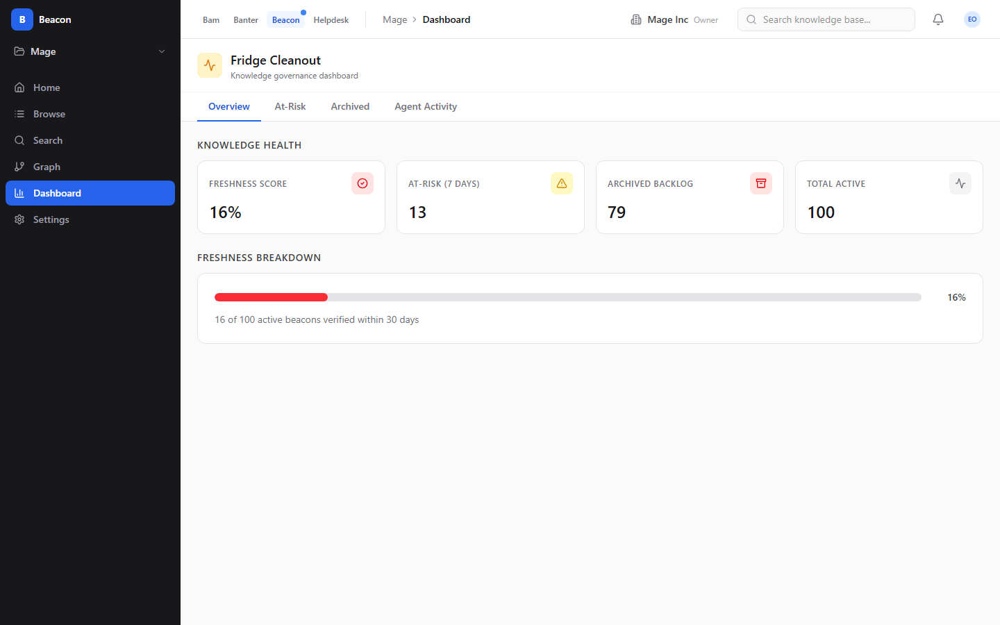 B Beacon
Mage
Home
Browse
Search
Graph
Dashboard
Settings
Bam Banter Beacon Helpdesk
Mage > Dashboard
Mage Inc Owner
Search knowledge base...
EO
Fridge Cleanout
Knowledge governance dashboard
Overview At-Risk Archived Agent Activity
KNOWLEDGE HEALTH
FRESHNESS SCORE
16%
AT-RISK (7 DAYS)
13
ARCHIVED BACKLOG
79
TOTAL ACTIVE
100
FRESHNESS BREAKDOWN
16%
16 of 100 active beacons verified within 30 days